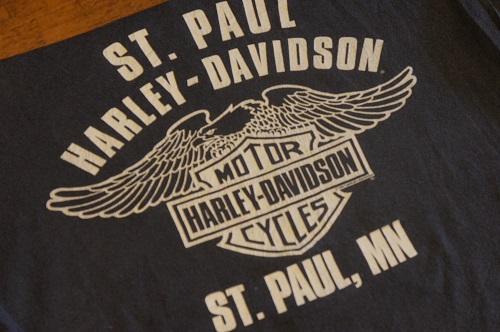 ST. PAUL
HARLEY-DAVIDSON
MOTOR
HARLEY-DAVIDSON
CYCLES
ST. PAUL, MN